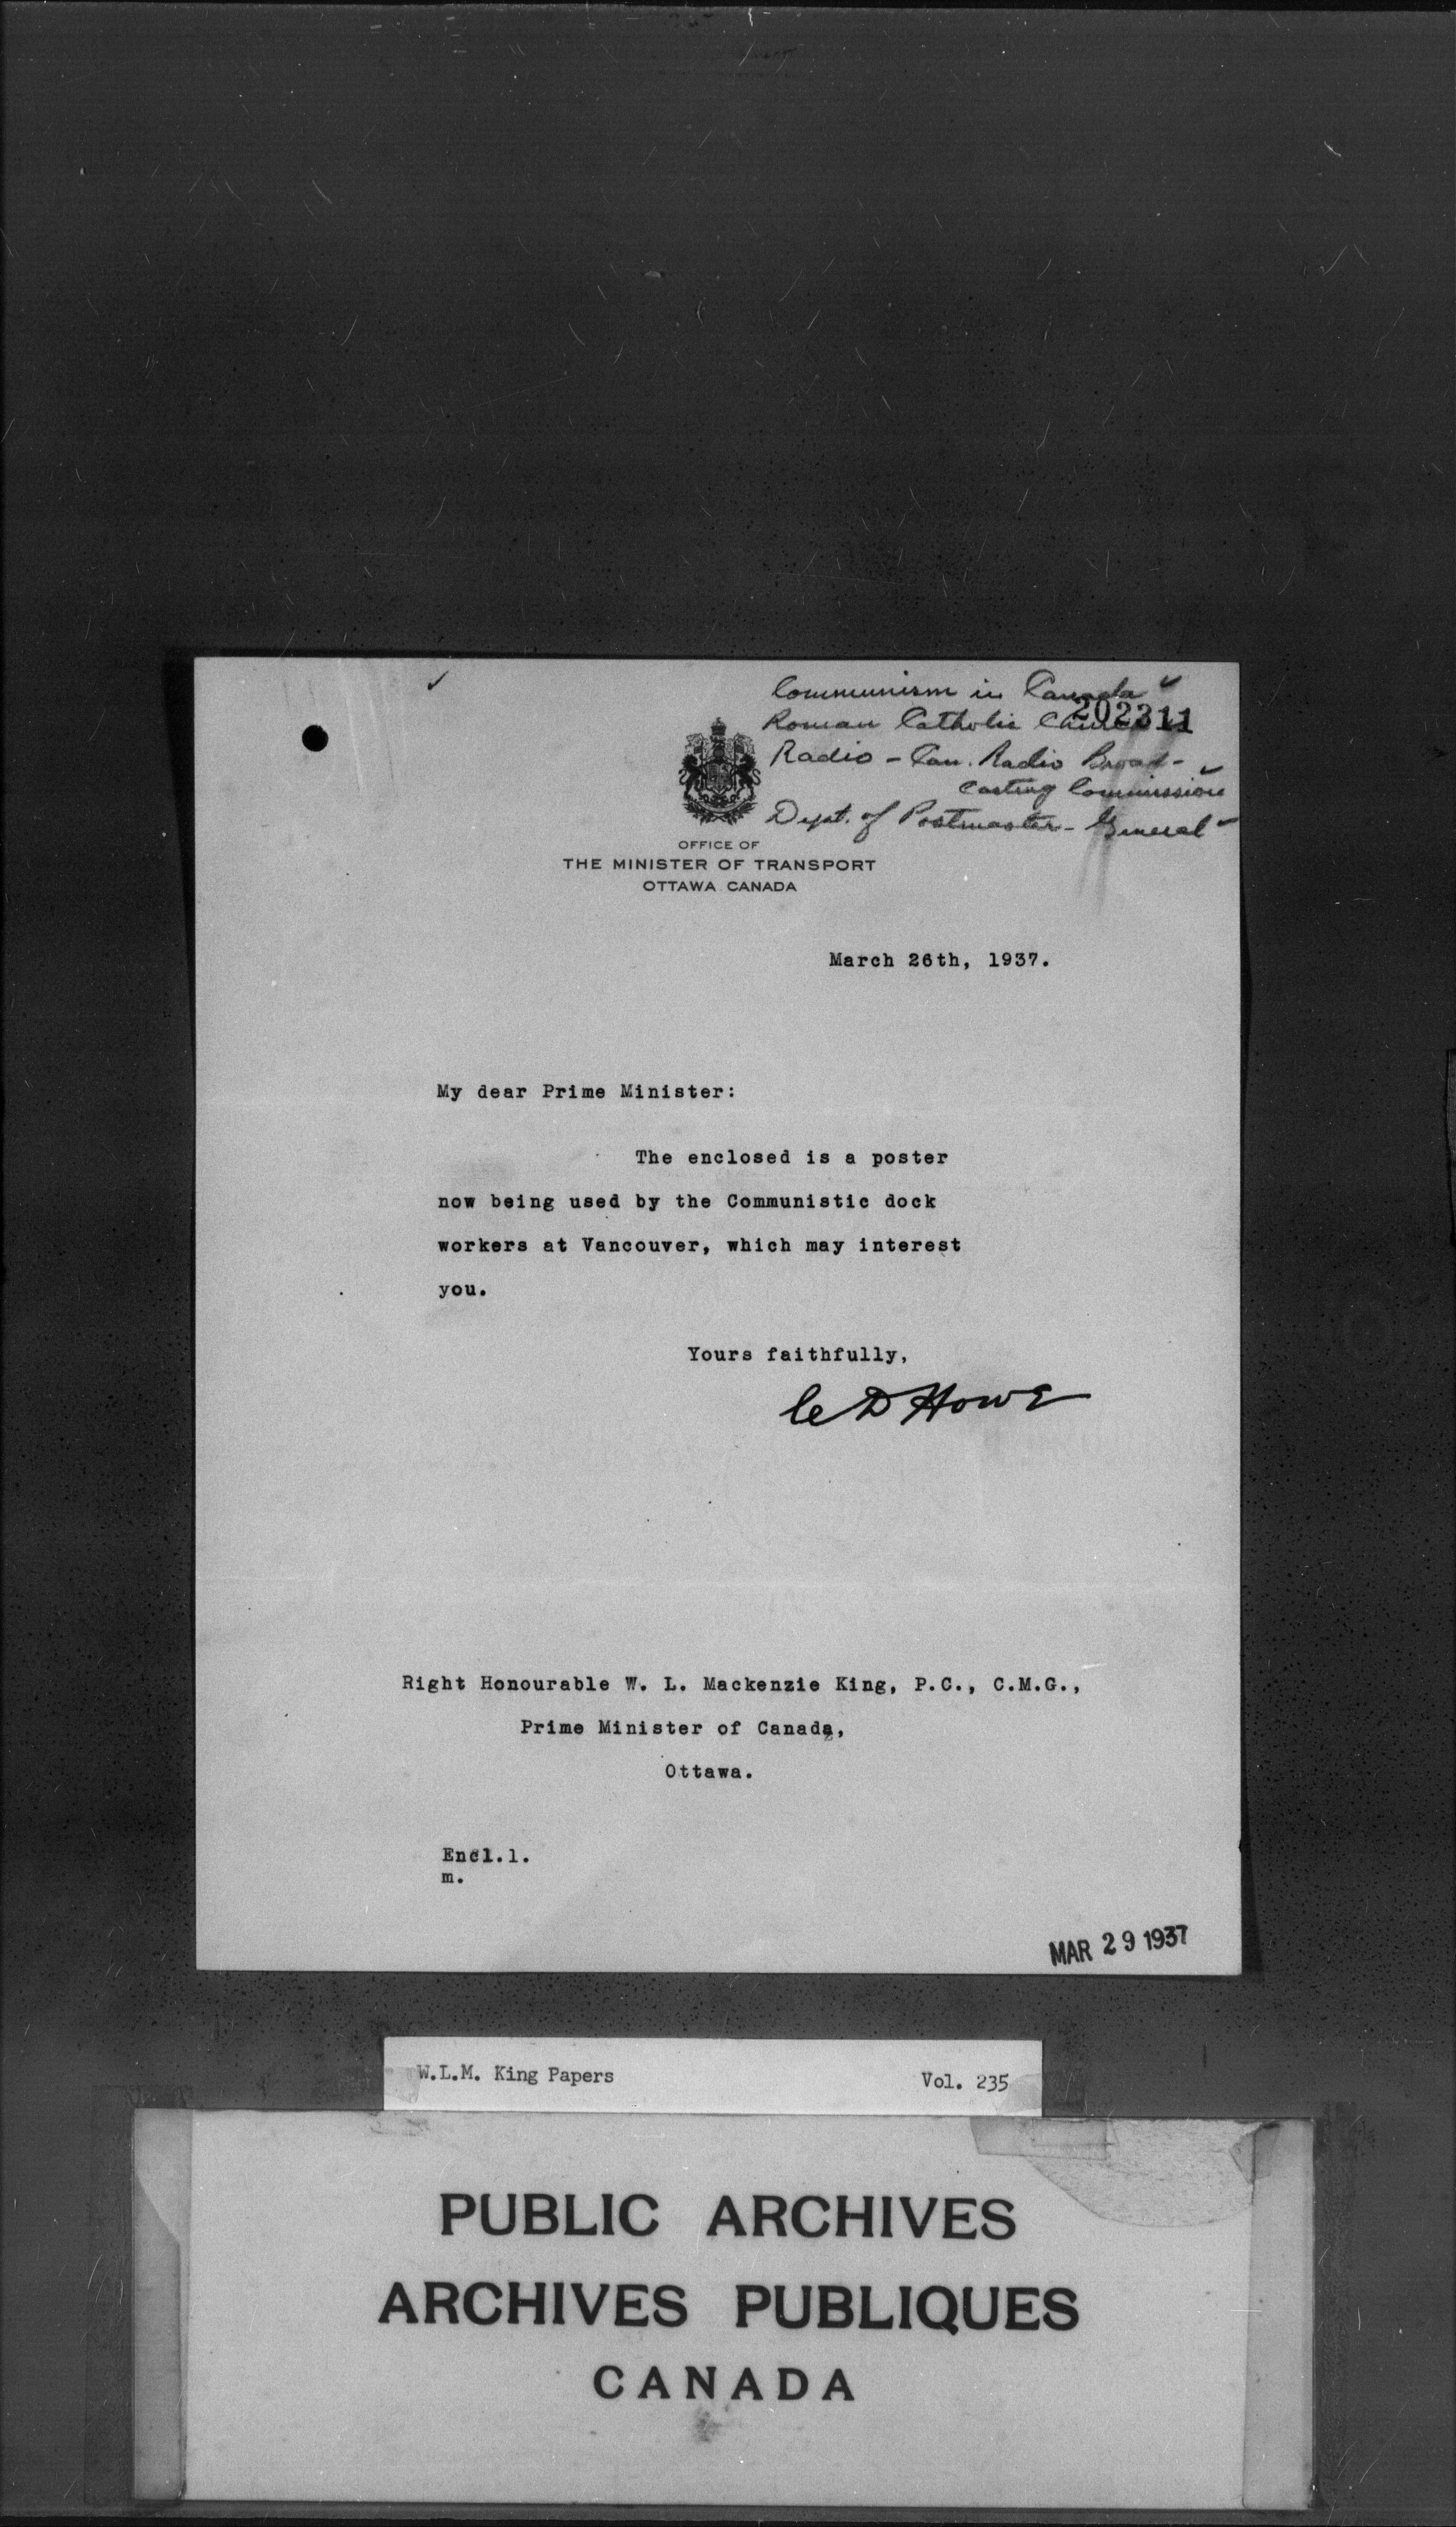 Communism in Canada
202311
Roman Catholic Church
Radio - Can. Radio Broad-
casting Commission
Dept. of Postmaster-General
OFFICE OF
THE MINISTER OF TRANSPORT
OTTAWA CANADA
March 26th, 1937.
My dear Prime Minister:
The enclosed is a poster
now being used by the Communistic dock
workers at Vancouver, which may interest
you.
Yours faithfully,
C D Howe
Right Honourable W. L. Mackenzie King, P.C., C.M.G.,
Prime Minister of Canada,
Ottawa.
Encl.1.
m.
MAR 29 1937
W.L.M. King Papers Vol. 235
PUBLIC ARCHIVES
ARCHIVES PUBLIQUES
CANADA